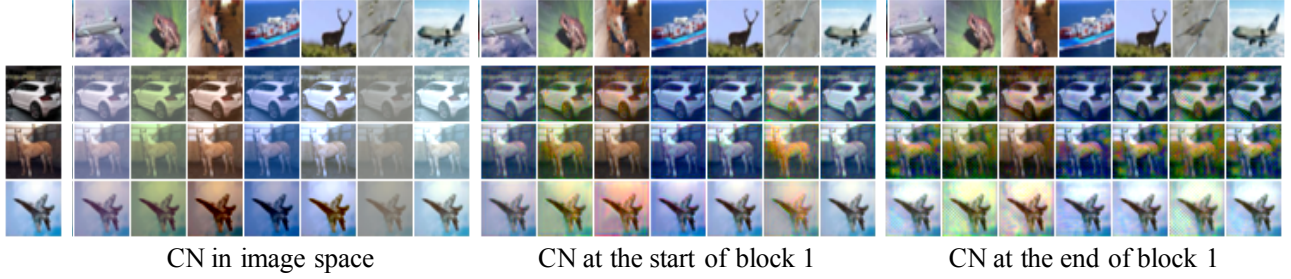 CN in image space
CN at the start of block 1
CN at the end of block 1